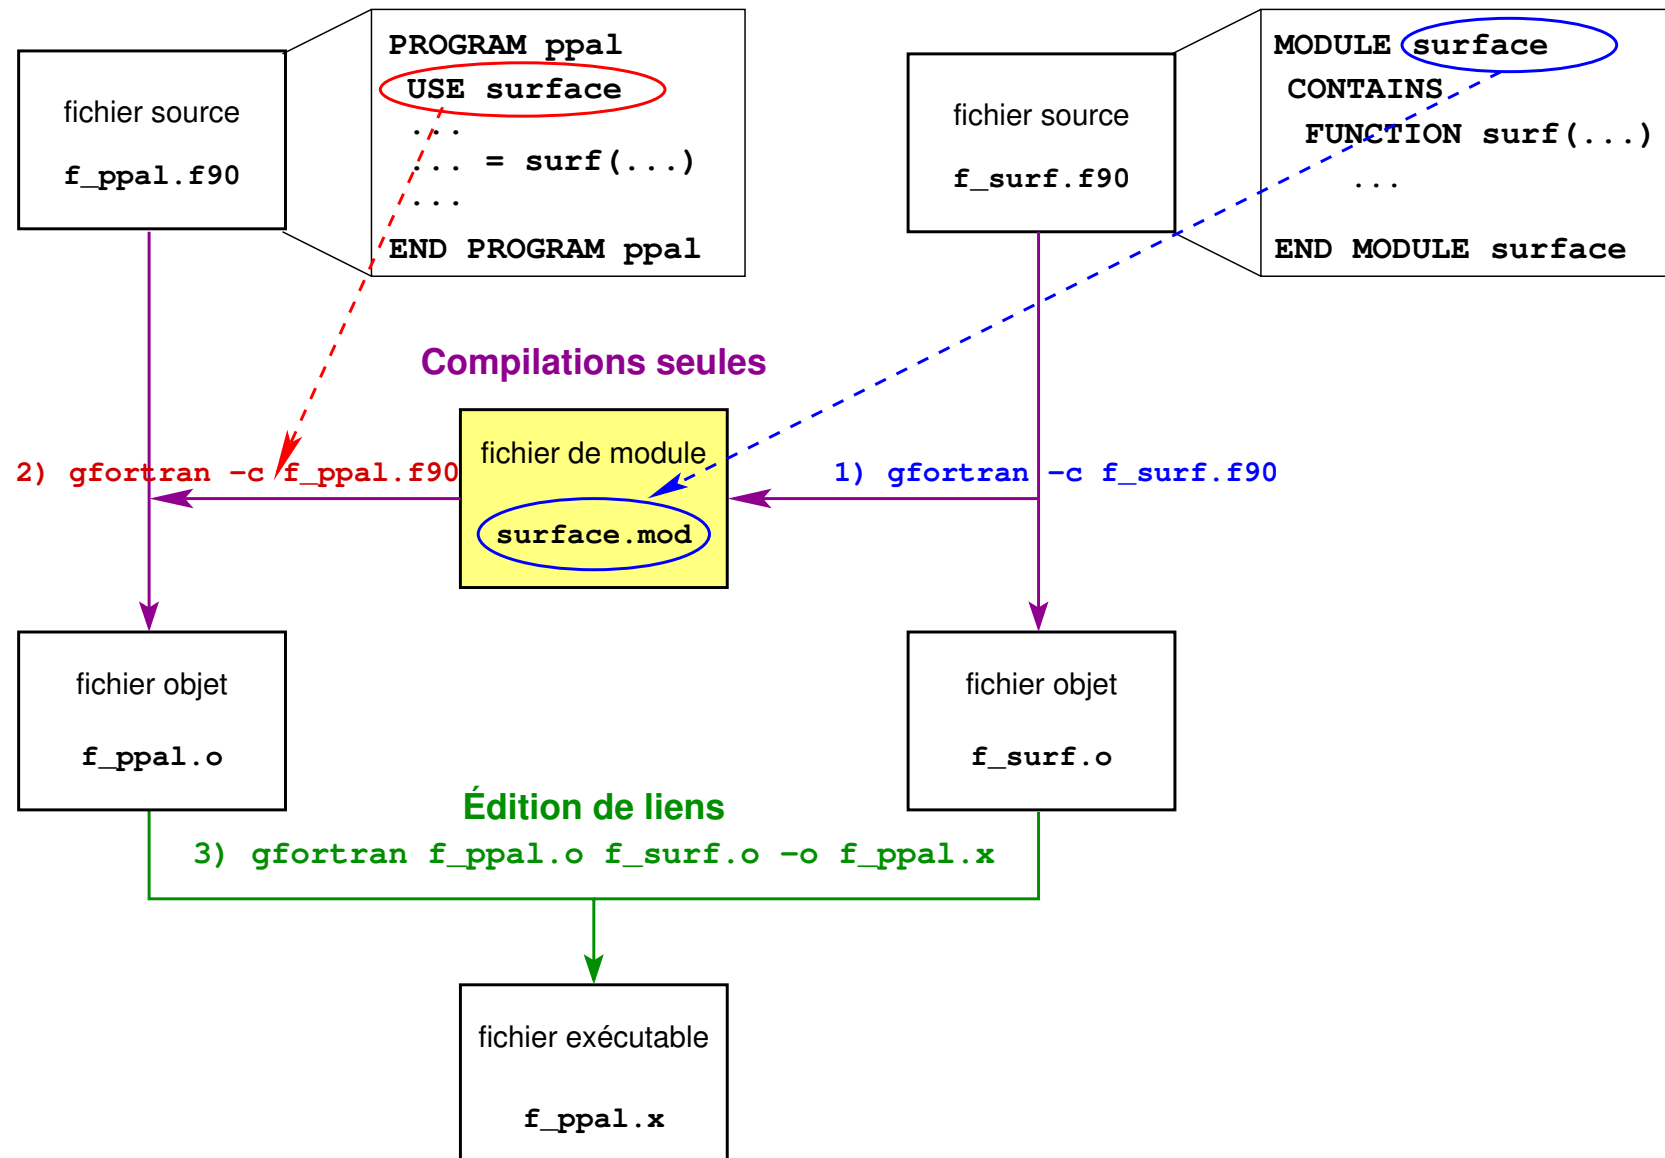 fichier source
f_ppal.f90
PROGRAM ppal
USE surface
...
... = surf(...)
...
END PROGRAM ppal
fichier source
f_surf.f90
MODULE surface
CONTAINS
FUNCTION surf(...)
...
END MODULE surface
Compilations seules
2) gfortran -c f_ppal.f90
fichier de module
surface.mod
1) gfortran -c f_surf.f90
fichier objet
f_ppal.o
fichier objet
f_surf.o
Édition de liens
3) gfortran f_ppal.o f_surf.o -o f_ppal.x
fichier exécutable
f_ppal.x